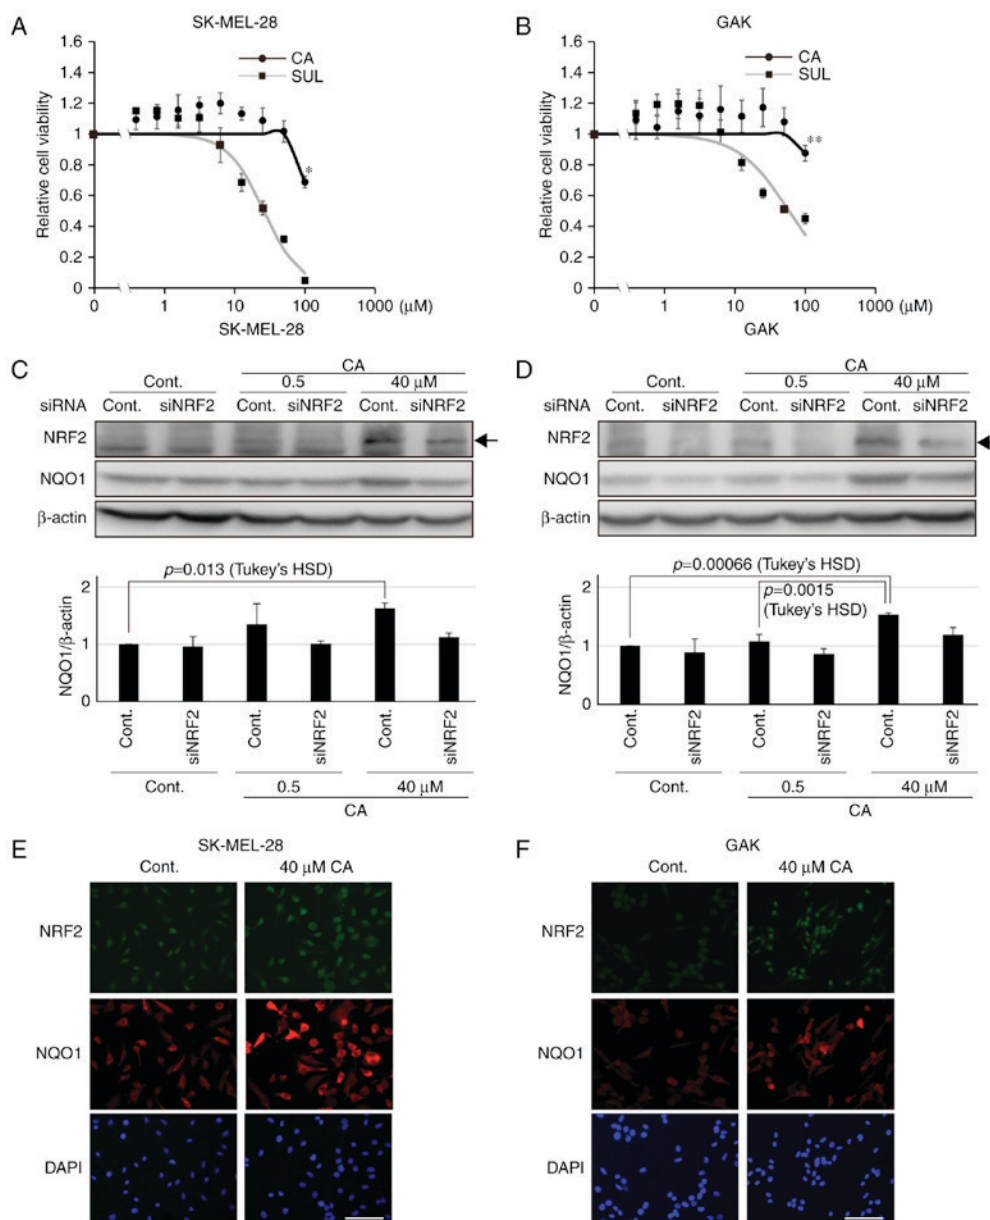 A
SK-MEL-28
1.6
1.4
1.2
1
0.8
0.6
0.4
0.2
0
Relative cell viability
CA
SUL
*
0 1 10 100 1000 (μM)
SK-MEL-28
B
GAK
1.6
1.4
1.2
1
0.8
0.6
0.4
0.2
0
Relative cell viability
CA
SUL
**
0 1 10 100 1000 (μM)
GAK
C
CA
Cont. 0.5 40 μM
siRNA Cont. siNRF2 Cont. siNRF2 Cont. siNRF2
NRF2
NQO1
β-actin
p=0.013 (Tukey's HSD)
2
1
0
NQO1/β-actin
Cont. siNRF2 Cont. siNRF2 Cont. siNRF2
Cont. 0.5 40 μM
CA
D
CA
Cont. 0.5 40 μM
siRNA Cont. siNRF2 Cont. siNRF2 Cont. siNRF2
NRF2
NQO1
β-actin
p=0.00066 (Tukey's HSD)
p=0.0015
(Tukey's HSD)
2
1
0
NQO1/β-actin
Cont. siNRF2 Cont. siNRF2 Cont. siNRF2
Cont. 0.5 40 μM
CA
E
SK-MEL-28
Cont. 40 μM CA
NRF2
NQO1
DAPI
F
GAK
Cont. 40 μM CA
NRF2
NQO1
DAPI